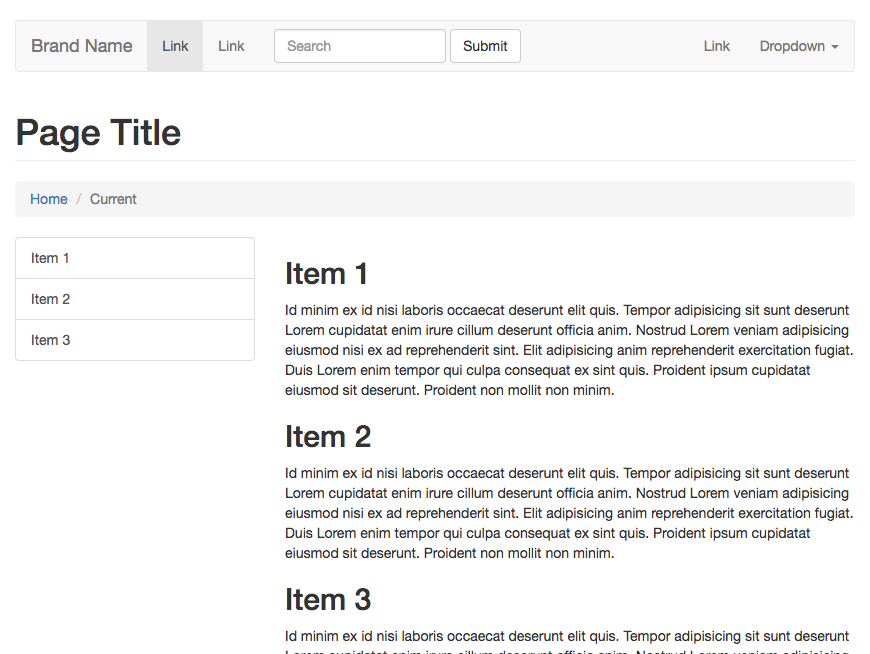 Brand Name Link Link Search Submit Link Dropdown
Page Title
Home / Current
Item 1
Item 2
Item 3
Item 1
Id minim ex id nisi laboris occaecat deserunt elit quis. Tempor adipisicing sit sunt deserunt
Lorem cupidatat enim irure cillum deserunt officia anim. Nostrud Lorem veniam adipisicing
eiusmod nisi ex ad reprehenderit sint. Elit adipisicing anim reprehenderit exercitation fugiat.
Duis Lorem enim tempor qui culpa consequat ex sint quis. Proident ipsum cupidatat
eiusmod sit deserunt. Proident non mollit non minim.
Item 2
Id minim ex id nisi laboris occaecat deserunt elit quis. Tempor adipisicing sit sunt deserunt
Lorem cupidatat enim irure cillum deserunt officia anim. Nostrud Lorem veniam adipisicing
eiusmod nisi ex ad reprehenderit sint. Elit adipisicing anim reprehenderit exercitation fugiat.
Duis Lorem enim tempor qui culpa consequat ex sint quis. Proident ipsum cupidatat
eiusmod sit deserunt. Proident non mollit non minim.
Item 3
Id minim ex id nisi laboris occaecat deserunt elit quis. Tempor adipisicing sit sunt deserunt